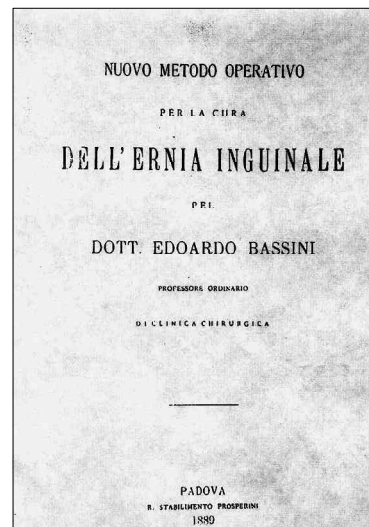 NUOVO METODO OPERATIVO
PER LA CURA
DELL'ERNIA INGUINALE
PEL
DOTT. EDOARDO BASSINI
PROFESSORE ORDINARIO
DI CLINICA CHIRURGICA
PADOVA
R. STABILIMENTO PROSPERINI
1889